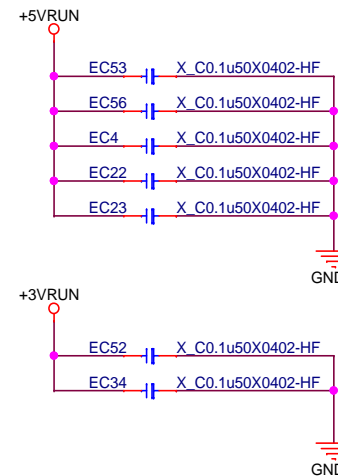 +5VRUN
EC53 X_C0.1u50X0402-HF
EC56 X_C0.1u50X0402-HF
EC4 X_C0.1u50X0402-HF
EC22 X_C0.1u50X0402-HF
EC23 X_C0.1u50X0402-HF
GND
+3VRUN
EC52 X_C0.1u50X0402-HF
EC34 X_C0.1u50X0402-HF
GND